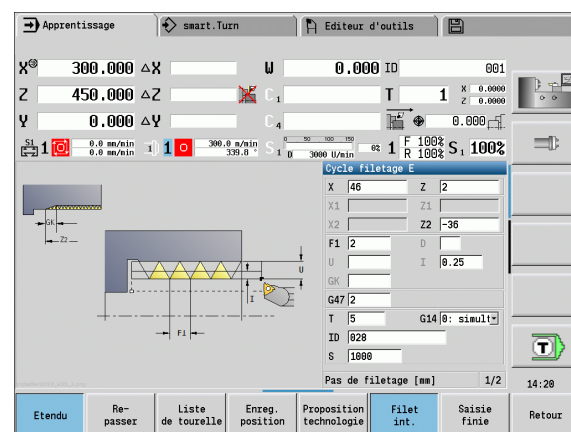 Apprentissage smart.Turn Editeur d'outils
X 300.000 ΔX W 0.000 ID 001
Z 450.000 ΔZ C 1 T 1 X 0.0000 Z 0.0000
Y 0.000 ΔY C 4 0.000
S1 1 0.0 mm/min 0.0 mm/min 1 300.0 m/min 339.8 ° S 1 0 50 100 150 D 3000 U/min 0% 1 F 100% R 100% S1 100%
Cycle filetage E
X 46 Z 2
X1 Z1
X2 Z2 -36
F1 2 D
U I 0.25
GK
G47 2
T 5 G14 0: simult
ID 028
S 1000
Pas de filetage [mm] 1/2
GK
Z2
U
I
F1
T
14:20
Etendu
Re-
passer
Liste
de tourelle
Enreg.
position
Proposition
technologie
Filet
int.
Saisie
finie
Retour